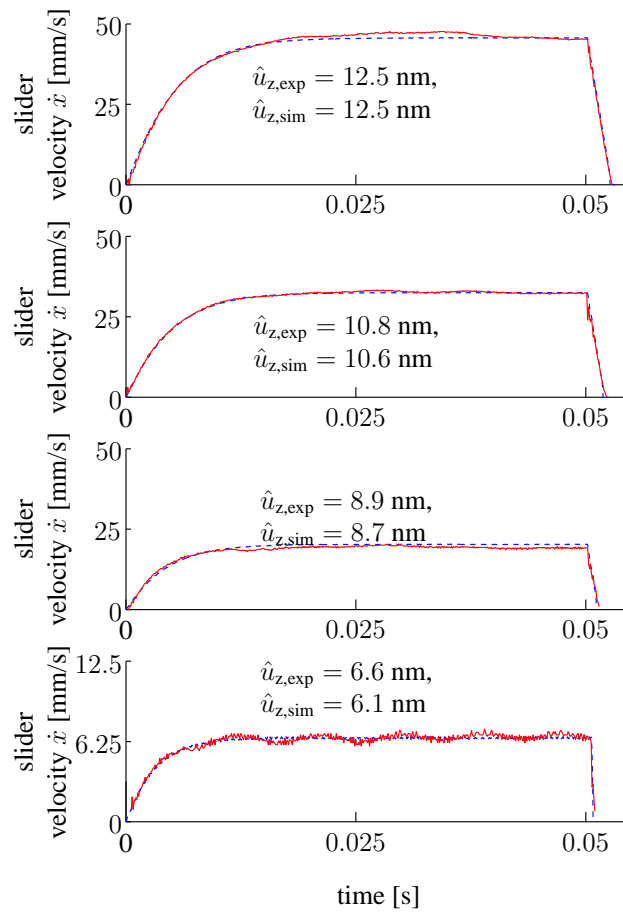 50
25
0
slider
velocity ẋ [mm/s]
û_z,exp = 12.5 nm,
û_z,sim = 12.5 nm
0
0.025
0.05
50
25
0
slider
velocity ẋ [mm/s]
û_z,exp = 10.8 nm,
û_z,sim = 10.6 nm
0
0.025
0.05
50
25
0
slider
velocity ẋ [mm/s]
û_z,exp = 8.9 nm,
û_z,sim = 8.7 nm
0
0.025
0.05
12.5
6.25
0
slider
velocity ẋ [mm/s]
û_z,exp = 6.6 nm,
û_z,sim = 6.1 nm
0
0.025
0.05
time [s]